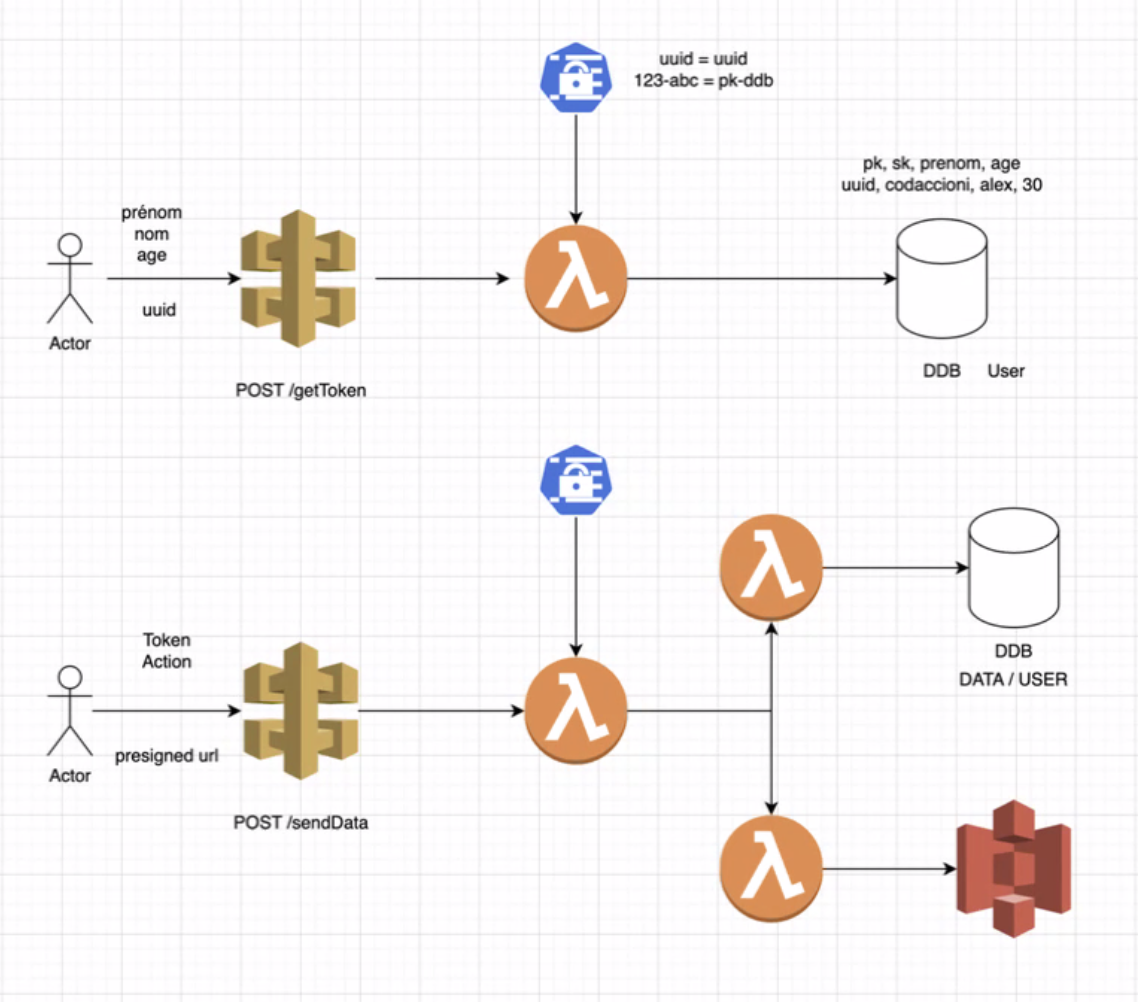 uuid = uuid
123-abc = pk-ddb
pk, sk, prenom, age
uuid, codaccioni, alex, 30
prénom
nom
age
uuid
Actor
POST /getToken
DDB User
Token
Action
presigned url
Actor
POST /sendData
DDB
DATA / USER